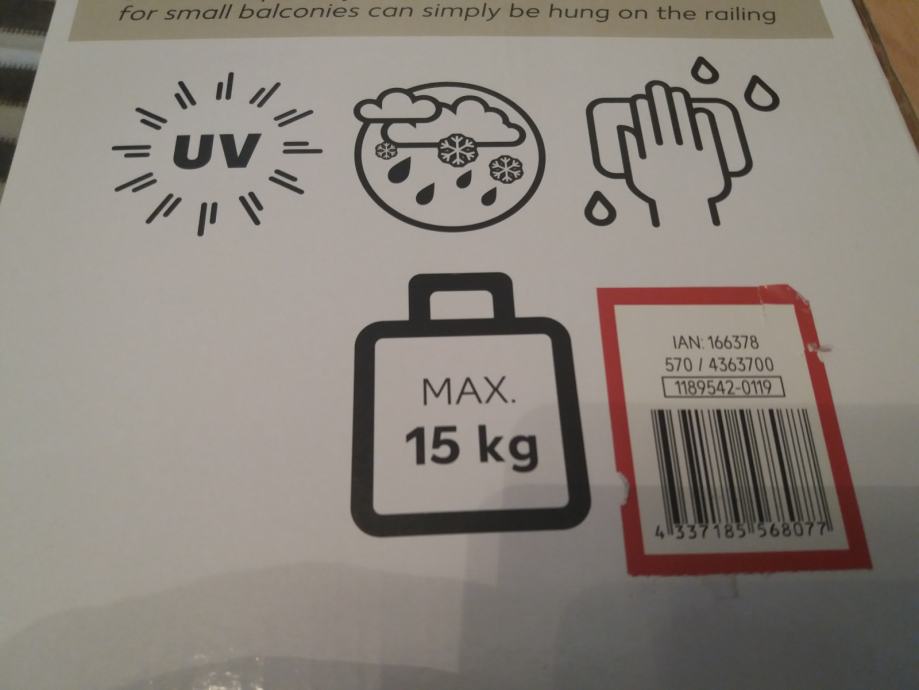 for small balconies can simply be hung on the railing
UV
MAX.
15 kg
IAN: 166378
570 / 4363700
1189542-0119
4 337185 568077